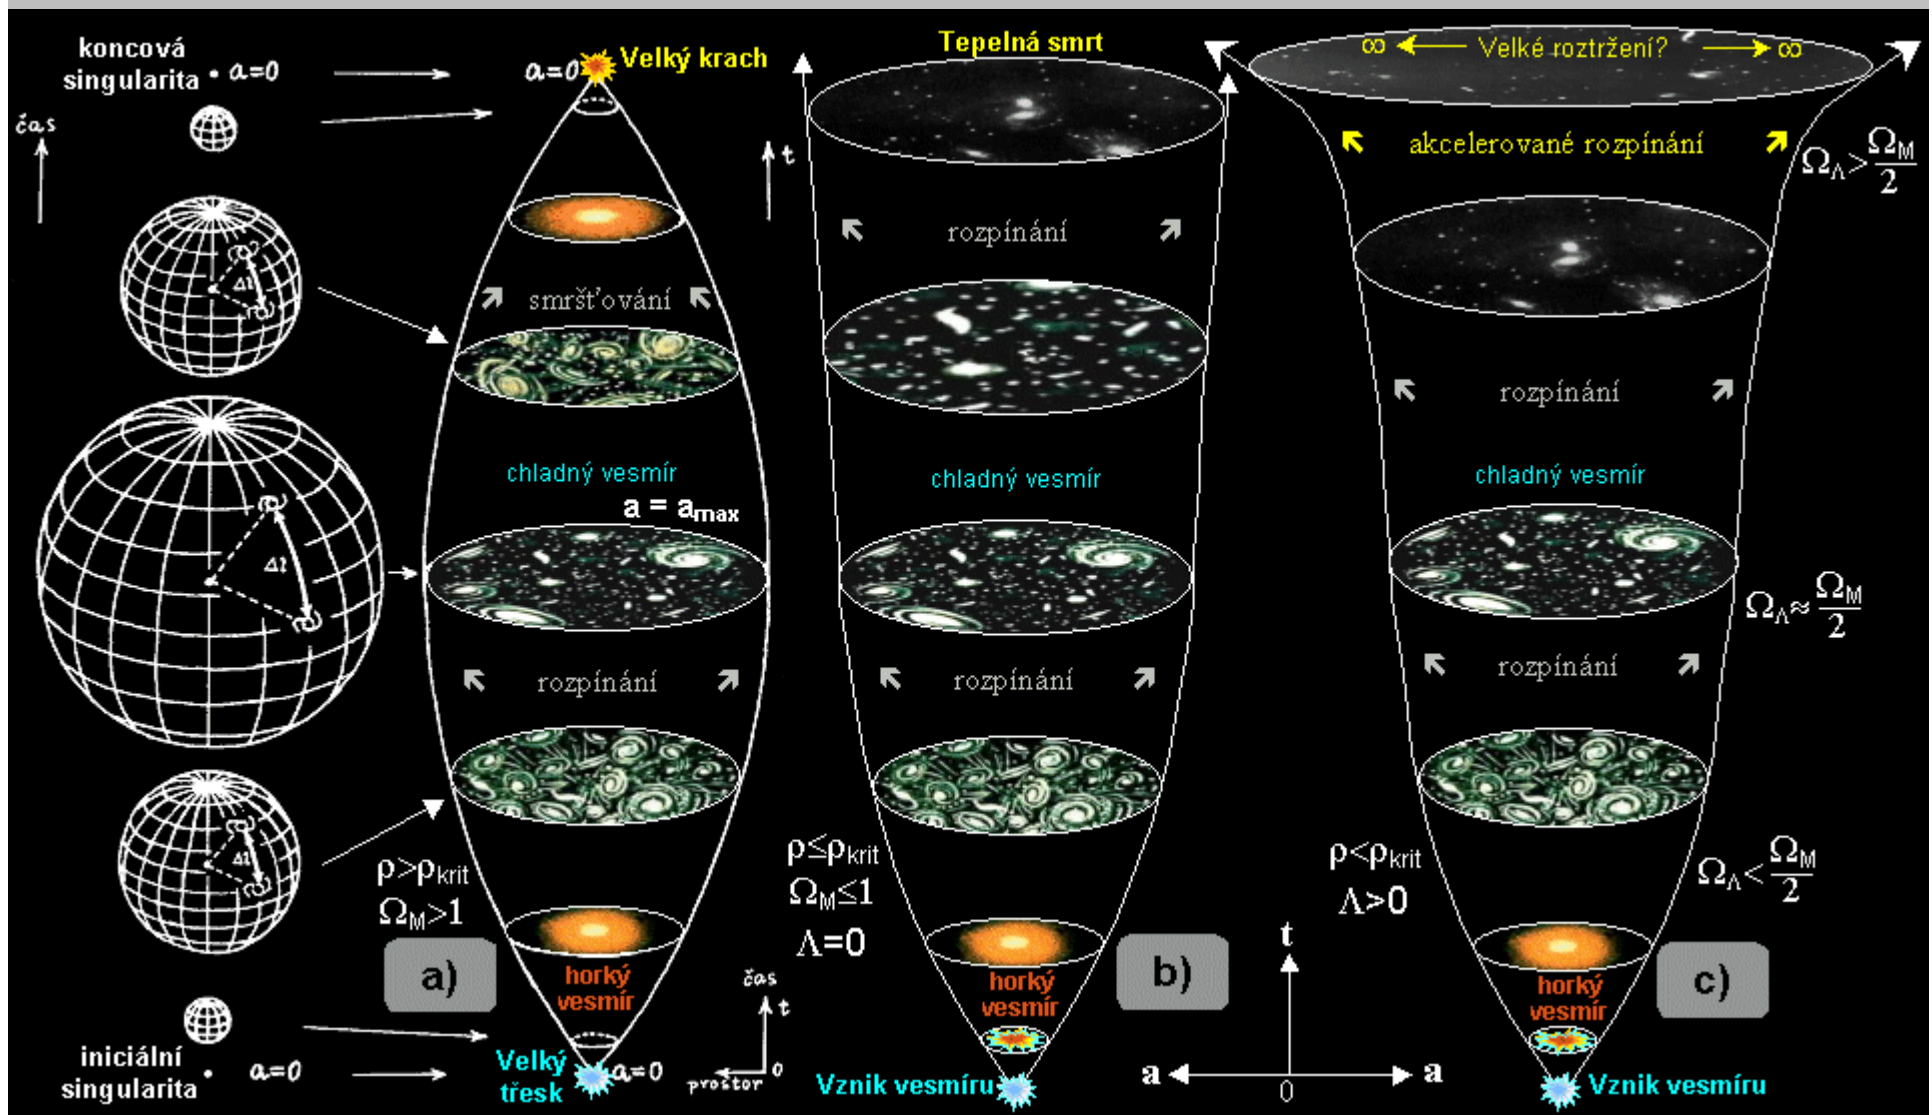 koncová
singularita
a=0
čas
a=0
Velký krach
smršťování
Δl
chladný vesmír
a = amax
Δl
rozpínání
Δl
ρ>ρkrit
ΩM>1
a)
horký
vesmír
čas
t
prostor
0
iniciální
singularita
a=0
Velký
třesk
a=0
Tepelná smrt
t
rozpínání
chladný vesmír
rozpínání
ρ≤ρkrit
ΩM≤1
Λ=0
b)
horký
vesmír
Vznik vesmíru
t
a
a
0
∞ Velké roztržení? ∞
akcelerované rozpínání
ΩΛ>ΩM/2
rozpínání
chladný vesmír
ΩΛ≈ΩM/2
rozpínání
ρ<ρkrit
Λ>0
ΩΛ<ΩM/2
c)
horký
vesmír
Vznik vesmíru